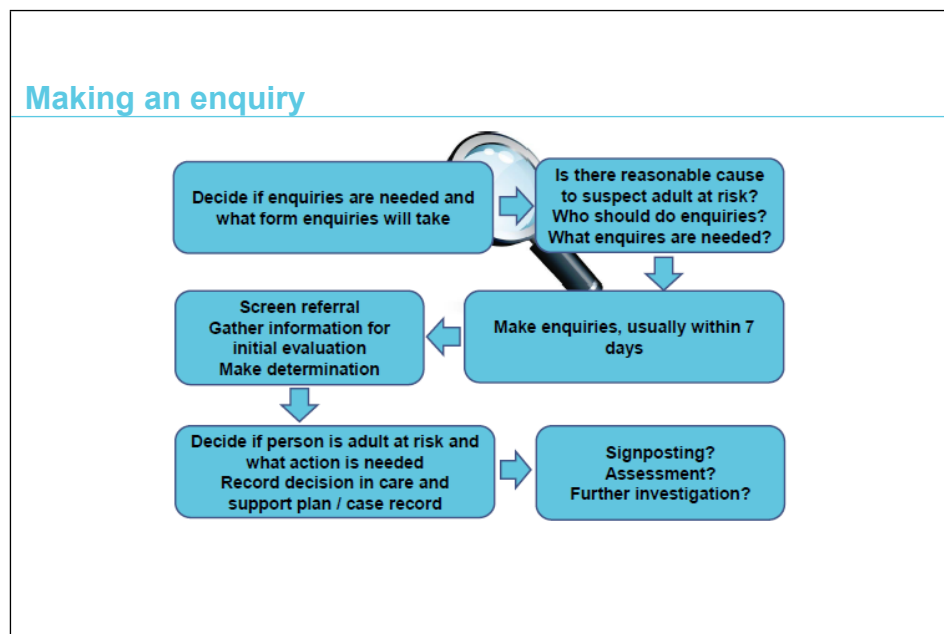 Making an enquiry
Decide if enquiries are needed and
what form enquiries will take
Is there reasonable cause
to suspect adult at risk?
Who should do enquiries?
What enquires are needed?
Make enquiries, usually within 7
days
Screen referral
Gather information for
initial evaluation
Make determination
Decide if person is adult at risk and
what action is needed
Record decision in care and
support plan / case record
Signposting?
Assessment?
Further investigation?